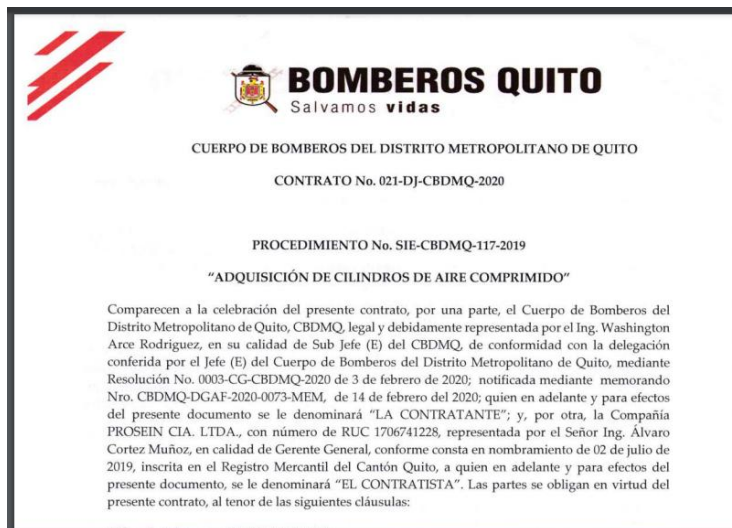 BOMBEROS QUITO
Salvamos vidas
CUERPO DE BOMBEROS DEL DISTRITO METROPOLITANO DE QUITO
CONTRATO No. 021-DJ-CBDMQ-2020
PROCEDIMIENTO No. SIE-CBDMQ-117-2019
“ADQUISICIÓN DE CILINDROS DE AIRE COMPRIMIDO”
Comparecen a la celebración del presente contrato, por una parte, el Cuerpo de Bomberos del
Distrito Metropolitano de Quito, CBDMQ, legal y debidamente representada por el Ing. Washington
Arce Rodriguez, en su calidad de Sub Jefe (E) del CBDMQ, de conformidad con la delegación
conferida por el Jefe (E) del Cuerpo de Bomberos del Distrito Metropolitano de Quito, mediante
Resolución No. 0003-CG-CBDMQ-2020 de 3 de febrero de 2020; notificada mediante memorando
Nro. CBDMQ-DGAF-2020-0073-MEM, de 14 de febrero del 2020; quien en adelante y para efectos
del presente documento se le denominará “LA CONTRATANTE”; y, por otra, la Compañía
PROSEIN CIA. LTDA., con número de RUC 1706741228, representada por el Señor Ing. Álvaro
Cortez Muñoz, en calidad de Gerente General, conforme consta en nombramiento de 02 de julio de
2019, inscrita en el Registro Mercantil del Cantón Quito, a quien en adelante y para efectos del
presente documento, se le denominará “EL CONTRATISTA”. Las partes se obligan en virtud del
presente contrato, al tenor de las siguientes cláusulas: